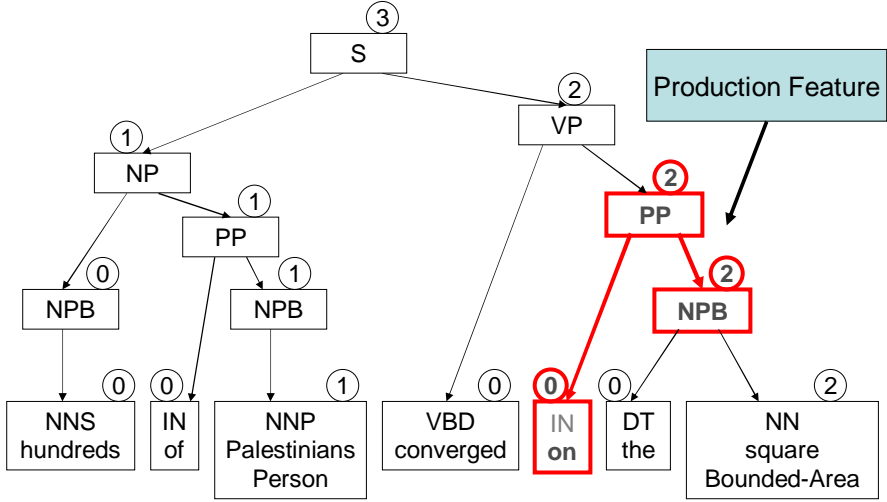 3
S
2
Production Feature
VP
1
NP
2
PP
1
PP
0
NPB
1
NPB
2
NPB
0
NNS
hundreds
0
IN
of
1
NNP
Palestinians
Person
0
VBD
converged
0
IN
on
0
DT
the
2
NN
square
Bounded-Area